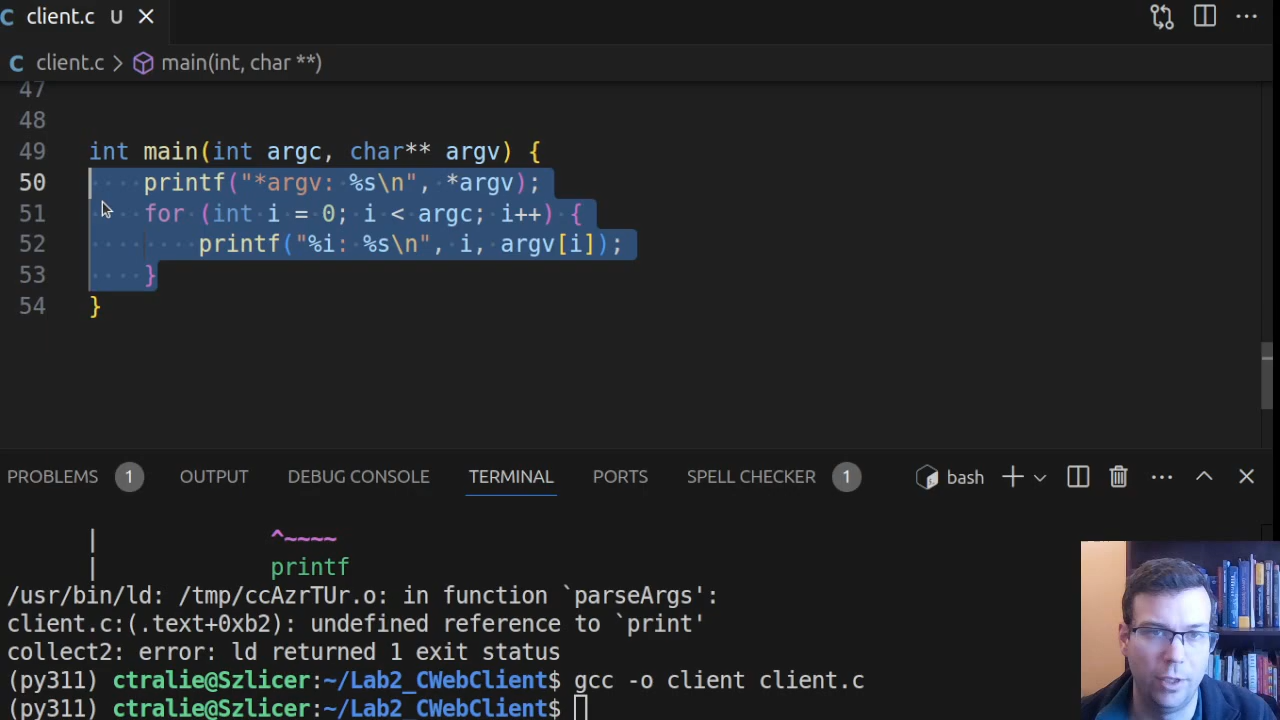 client.c U
client.c > main(int, char **)
47
48
49 int main(int argc, char** argv) {
50 printf("*argv: %s\n", *argv);
51 for (int i = 0; i < argc; i++) {
52 printf("%i: %s\n", i, argv[i]);
53 }
54 }
PROBLEMS 1 OUTPUT DEBUG CONSOLE TERMINAL PORTS SPELL CHECKER 1 bash
| ^~~~~
| printf
/usr/bin/ld: /tmp/ccAzrTUr.o: in function `parseArgs':
client.c:(.text+0xb2): undefined reference to `print'
collect2: error: ld returned 1 exit status
(py311) ctralie@Szlicer:~/Lab2_CWebClient$ gcc -o client client.c
(py311) ctralie@Szlicer:~/Lab2_CWebClient$